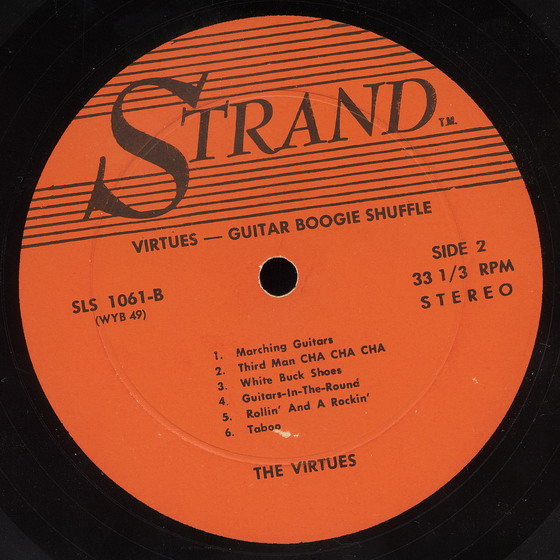 STRAND T.M.
VIRTUES — GUITAR BOOGIE SHUFFLE
SLS 1061-B
(WYB 49)
SIDE 2
33 1/3 RPM
STEREO
1. Marching Guitars
2. Third Man CHA CHA CHA
3. White Buck Shoes
4. Guitars-In-The-Round
5. Rollin' And A Rockin'
6. Taboo
THE VIRTUES